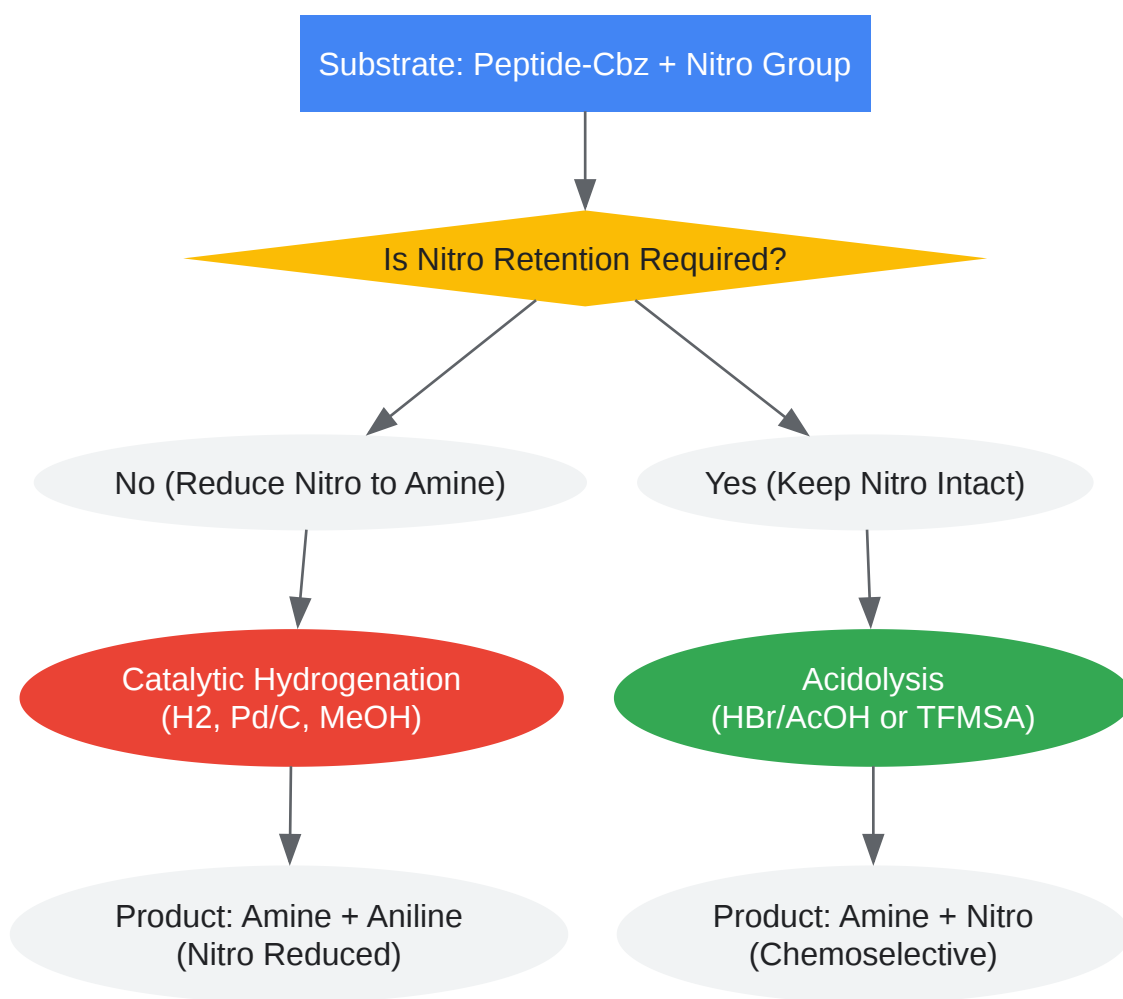 Substrate: Peptide-Cbz + Nitro Group
Is Nitro Retention Required?
No (Reduce Nitro to Amine)
Yes (Keep Nitro Intact)
Catalytic Hydrogenation
(H2, Pd/C, MeOH)
Acidolysis
(HBr/AcOH or TFMSA)
Product: Amine + Aniline
(Nitro Reduced)
Product: Amine + Nitro
(Chemoselective)